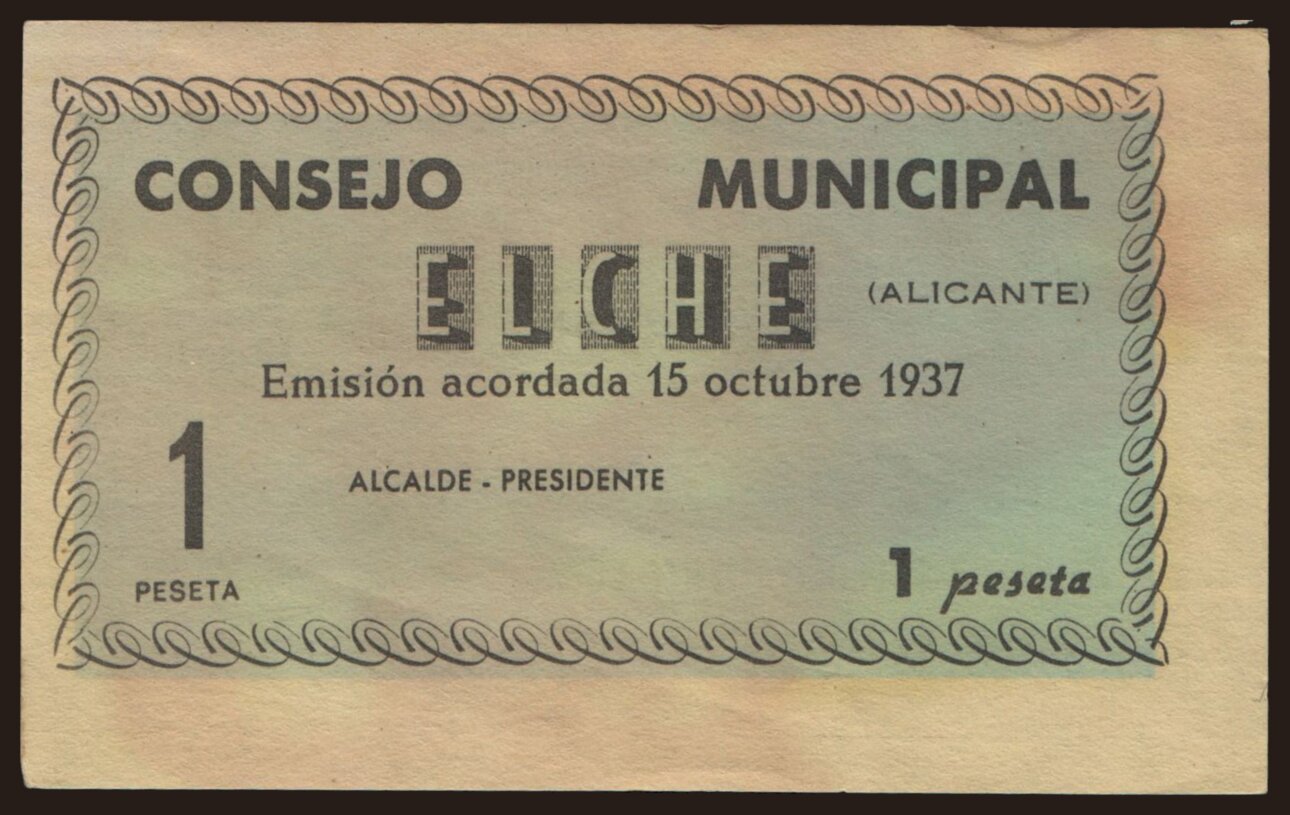 CONSEJO MUNICIPAL
ELCHE (ALICANTE)
Emisión acordada 15 octubre 1937
1
ALCALDE - PRESIDENTE
PESETA
1 peseta